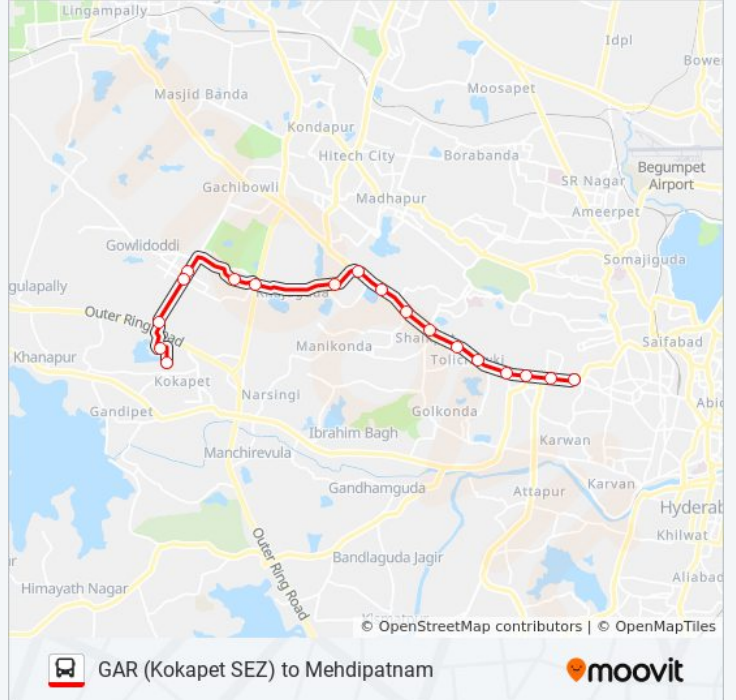 Lingampally
Idpl
Bowe
Masjid Banda
Moosapet
Kondapur
Hitech City
Borabanda
Begumpet
Airport
SR Nagar
Gachibowli
Madhapur
Ameerpet
Gowlidoddi
Somajiguda
gulapally
Outer Ring Road
Manikonda
Saifabad
Khanapur
Kokapet
Narsingi
Golkonda
Gandipet
Ibrahim Bagh
Karwan
Manchirevula
Gandhamguda
Attapur
Karvan
Hyderab
Khilwat
Outer Ring Road
Bandlaguda Jagir
Aliabad
Himayath Nagar
© OpenStreetMap contributors | © OpenMapTiles
GAR (Kokapet SEZ) to Mehdipatnam
moovit